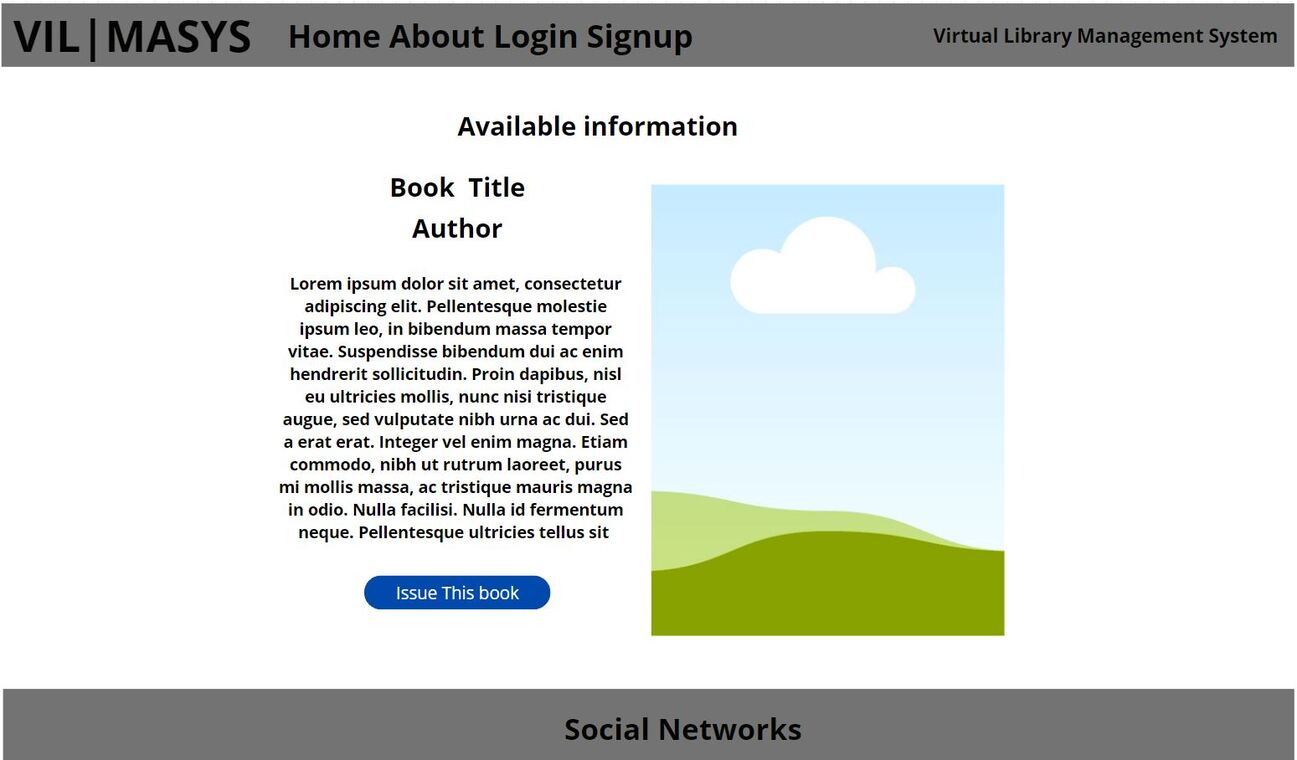 VIL|MASYS
Home About Login Signup
Virtual Library Management System
Available information
Book Title
Author
Lorem ipsum dolor sit amet, consectetur
adipiscing elit. Pellentesque molestie
ipsum leo, in bibendum massa tempor
vitae. Suspendisse bibendum dui ac enim
hendrerit sollicitudin. Proin dapibus, nisl
eu ultricies mollis, nunc nisi tristique
augue, sed vulputate nibh urna ac dui. Sed
a erat erat. Integer vel enim magna. Etiam
commodo, nibh ut rutrum laoreet, purus
mi mollis massa, ac tristique mauris magna
in odio. Nulla facilisi. Nulla id fermentum
neque. Pellentesque ultricies tellus sit
Issue This book
Social Networks